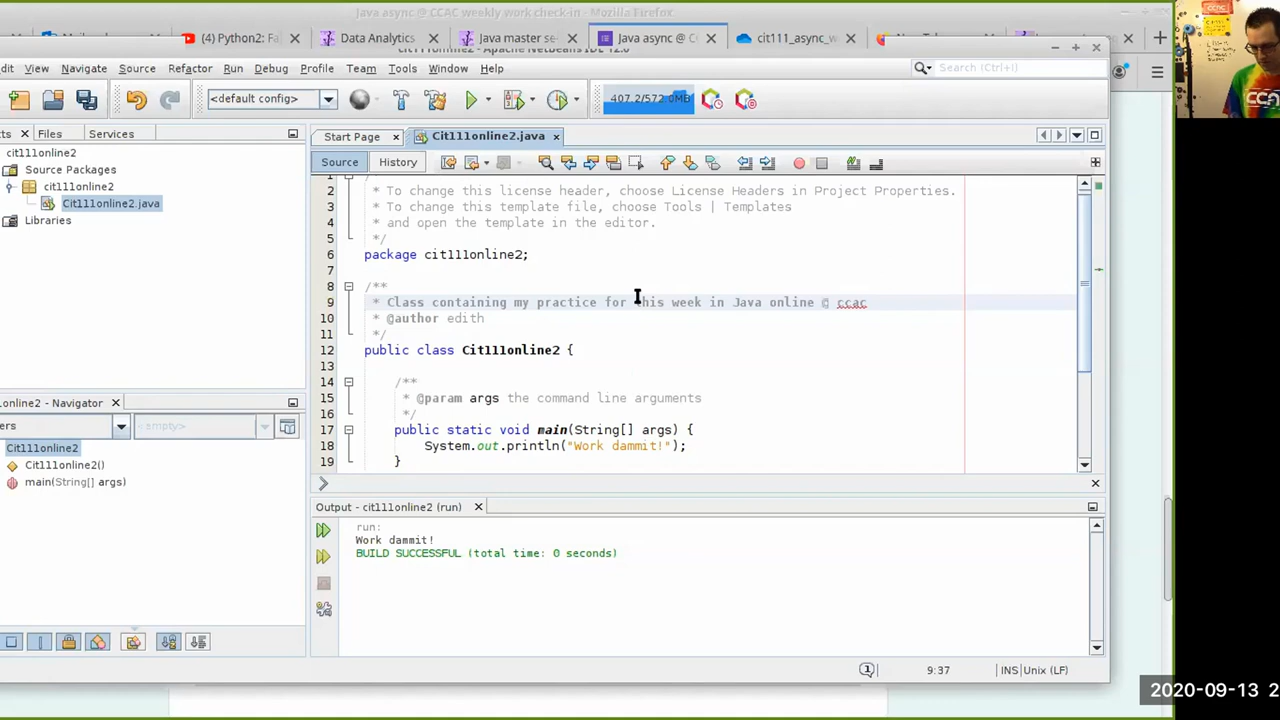 Java async @ CCAC weekly work check-in - Mozilla Firefox
(4) Python2: Fa
Data Analytics
Java master se
Java async @ C
cit111_async_w
Apache NetBeans IDE 12.0
dit View Navigate Source Refactor Run Debug Profile Team Tools Window Help
Search (Ctrl+I)
<default config>
407.2/572.0MB
ts Files Services
Start Page Cit111online2.java
Source History
cit111online2
Source Packages
cit111online2
Cit111online2.java
Libraries
1 /*
2 * To change this license header, choose License Headers in Project Properties.
3 * To change this template file, choose Tools | Templates
4 * and open the template in the editor.
5 */
6 package cit111online2;
7
8 /**
9 * Class containing my practice for this week in Java online @ ccac
10 * @author edith
11 */
12 public class Cit111online2 {
13
14 /**
15 * @param args the command line arguments
16 */
17 public static void main(String[] args) {
18 System.out.println("Work dammit!");
19 }
online2 - Navigator
ers
<empty>
Cit111online2
Cit111online2()
main(String[] args)
Output - cit111online2 (run)
run:
Work dammit!
BUILD SUCCESSFUL (total time: 0 seconds)
1
9:37
INS Unix (LF)
2020-09-13 2